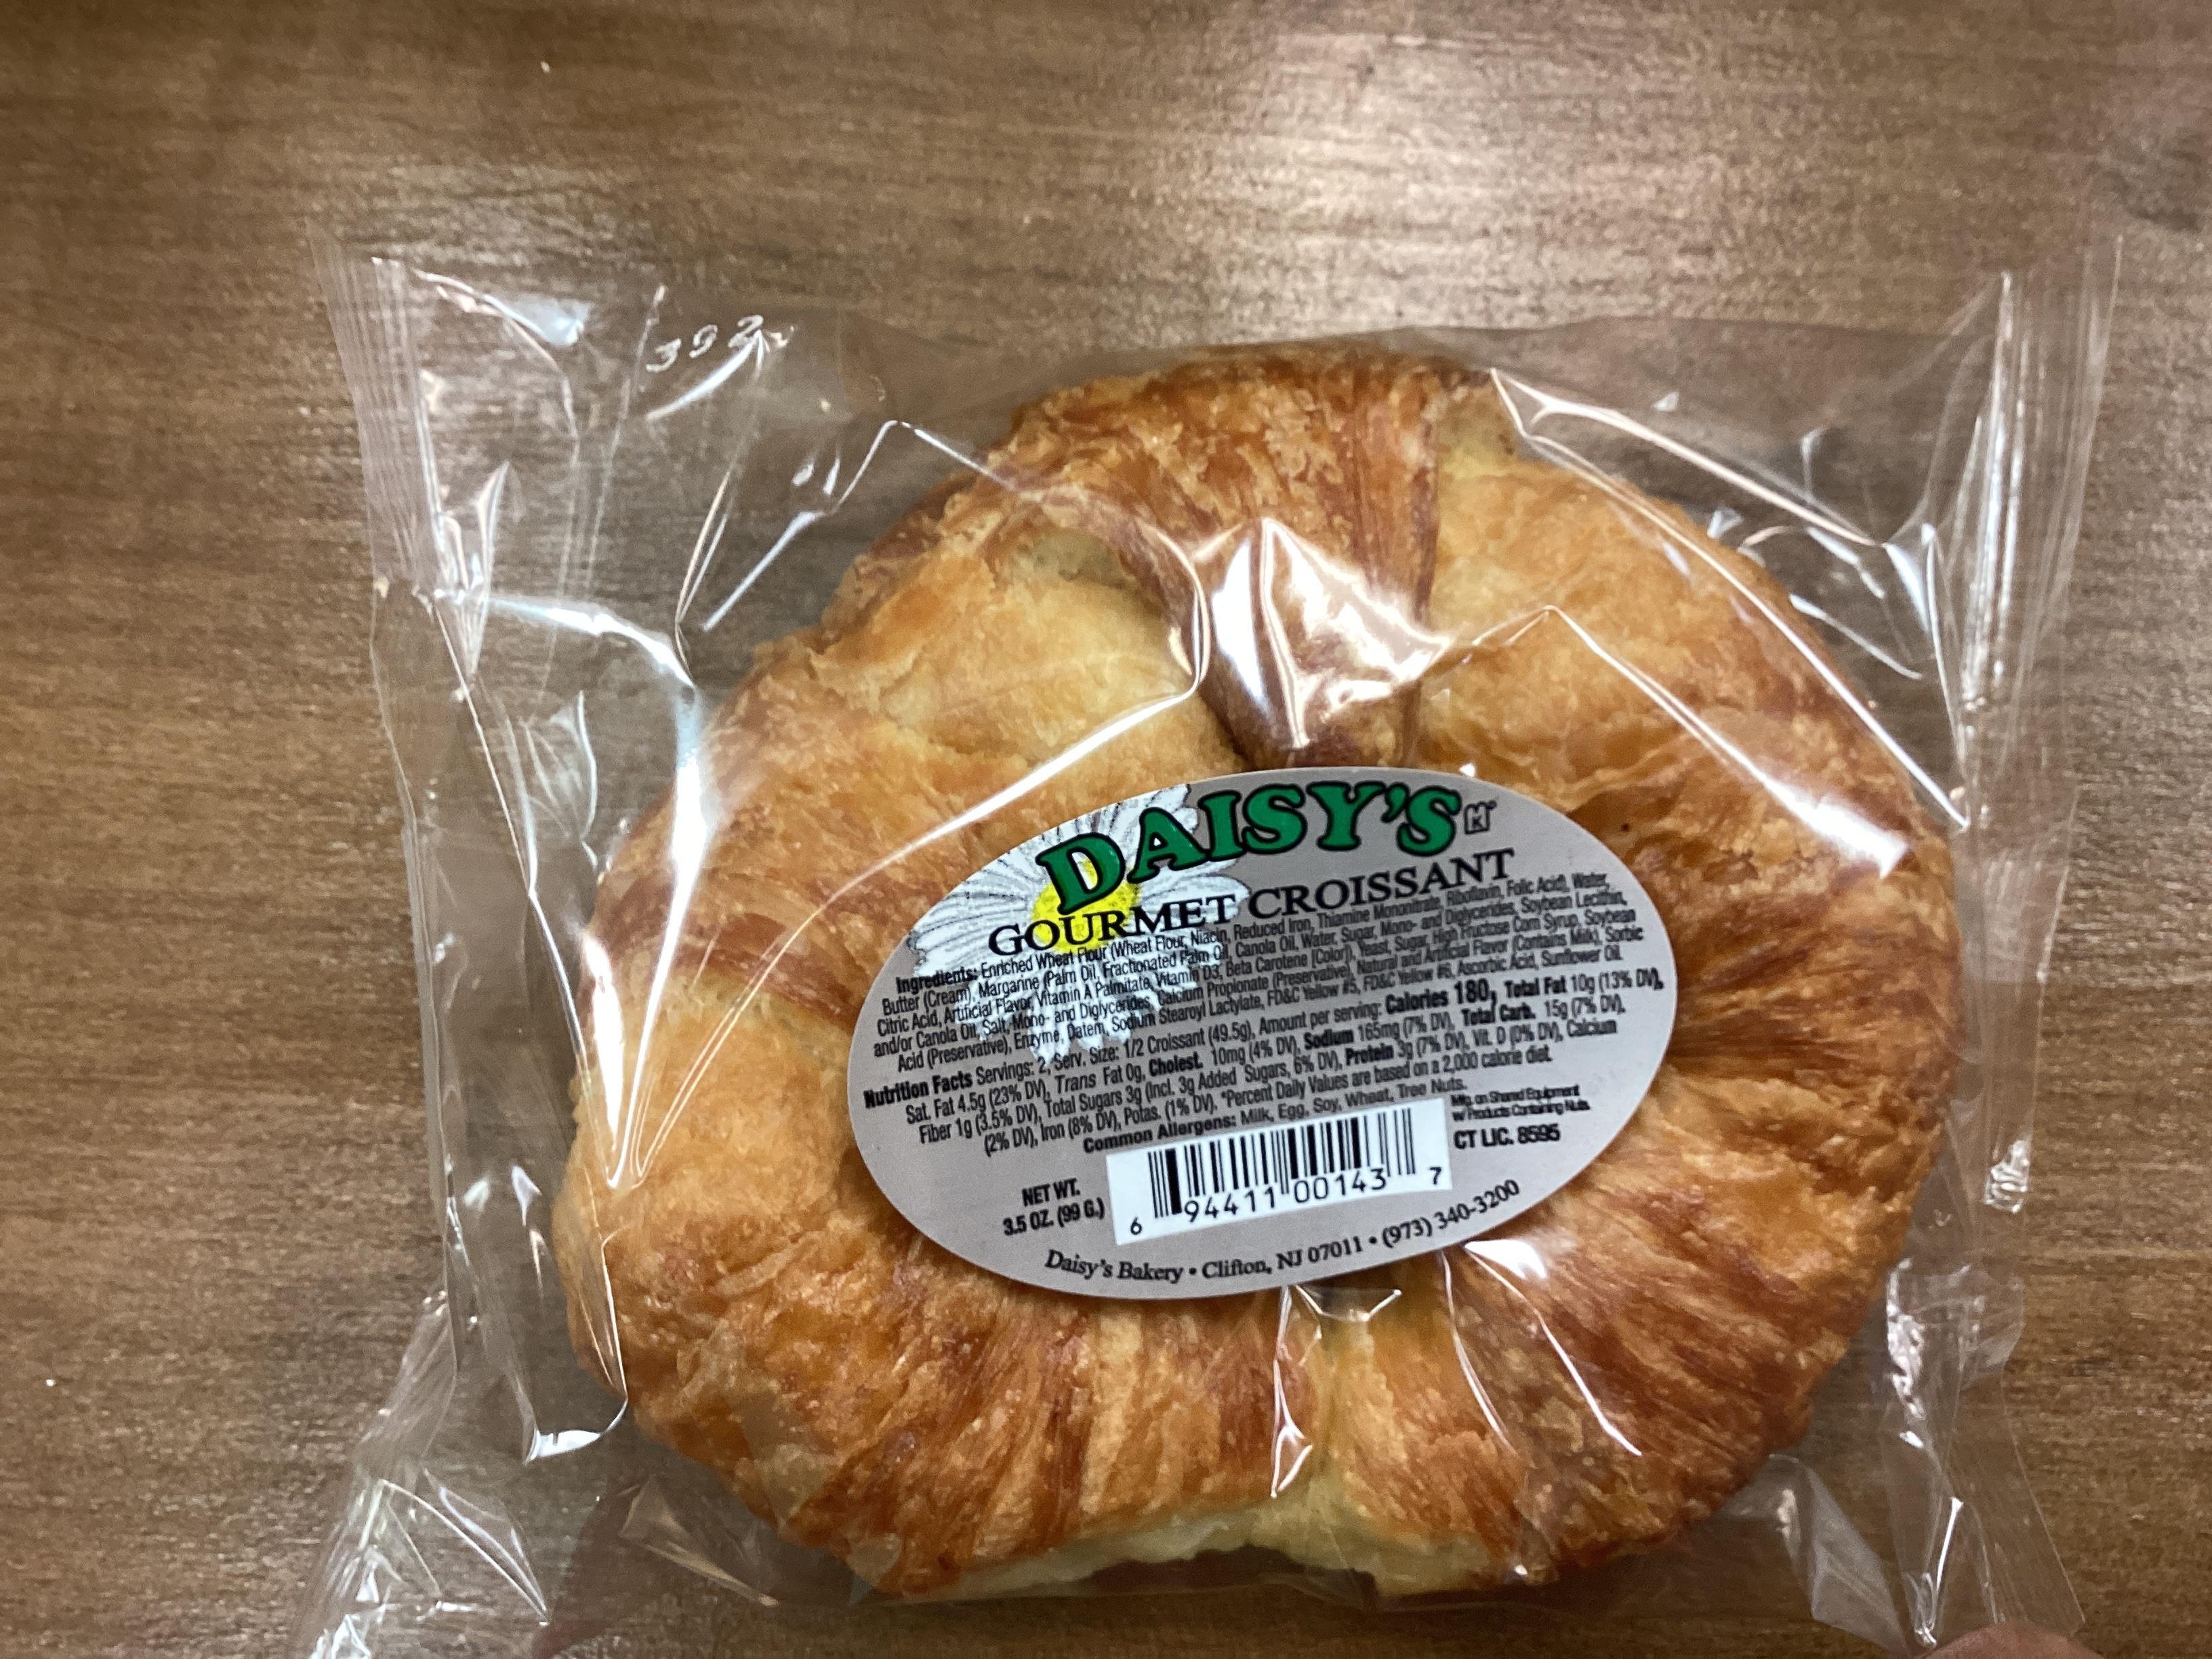 392
DAISY'S
GOURMET CROISSANT
Ingredients: Enriched Wheat Flour (Wheat Flour, Niacin, Reduced Iron, Thiamine Mononitrate, Riboflavin, Folic Acid), Water,
Butter (Cream), Margarine (Palm Oil, Fractionated Palm Oil, Canola Oil, Water, Sugar, Mono- and Diglycerides, Soybean Lecithin,
Citric Acid, Artificial Flavor, Vitamin A Palmitate, Vitamin D3, Beta Carotene [Color]), Yeast, Sugar, High Fructose Corn Syrup, Soybean
and/or Canola Oil, Salt, Mono- and Diglycerides, Calcium Propionate (Preservative), Natural and Artificial Flavor (Contains Milk), Sorbic
Acid (Preservative), Enzyme, Datem, Sodium Stearoyl Lactylate, FD&C Yellow #5, FD&C Yellow #6, Ascorbic Acid, Sunflower Oil.
Nutrition Facts Servings: 2, Serv. Size: 1/2 Croissant (49.5g), Amount per serving: Calories 180, Total Fat 10g (13% DV),
Sat. Fat 4.5g (23% DV), Trans Fat 0g, Cholest. 10mg (4% DV), Sodium 165mg (7% DV), Total Carb. 15g (7% DV),
Fiber 1g (3.5% DV), Total Sugars 3g (Incl. 3g Added Sugars, 6% DV), Protein 3g (7% DV), Vit. D (0% DV), Calcium
(2% DV), Iron (8% DV), Potas. (1% DV). *Percent Daily Values are based on a 2,000 calorie diet.
Common Allergens: Milk, Egg, Soy, Wheat, Tree Nuts.
Mfg. on Shared Equipment
w/ Products Containing Nuts.
CT LIC. 8595
NET WT.
3.5 OZ. (99 G.)
6 94411 00143 7
Daisy's Bakery • Clifton, NJ 07011 • (973) 340-3200